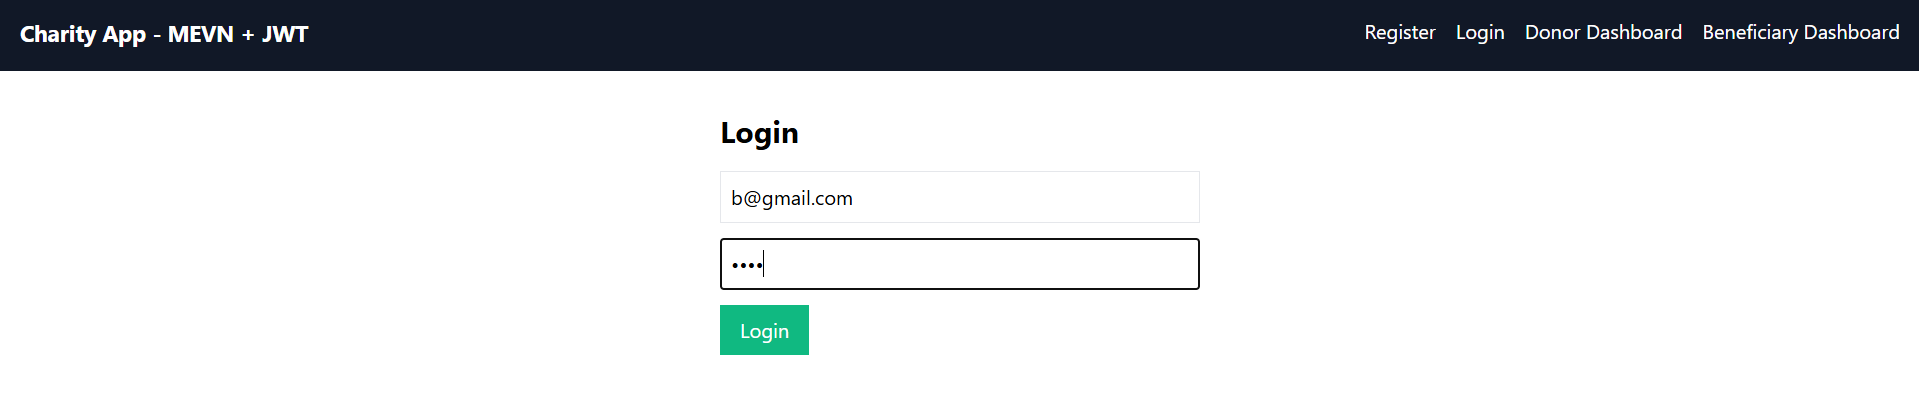 Charity App - MEVN + JWT
Register Login Donor Dashboard Beneficiary Dashboard
Login
b@gmail.com
••••
Login